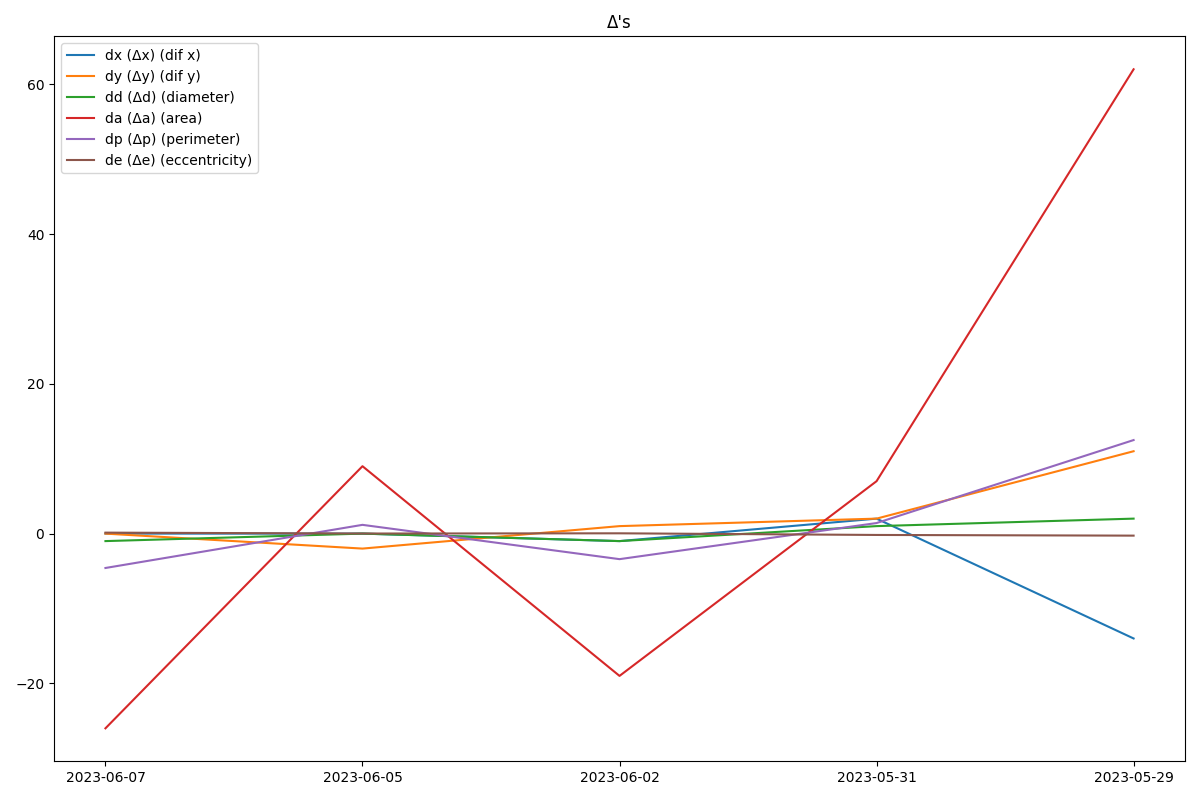 Δ's
dx (Δx) (dif x)
dy (Δy) (dif y)
dd (Δd) (diameter)
da (Δa) (area)
dp (Δp) (perimeter)
de (Δe) (eccentricity)
60
40
20
0
−20
2023-06-07 2023-06-05 2023-06-02 2023-05-31 2023-05-29